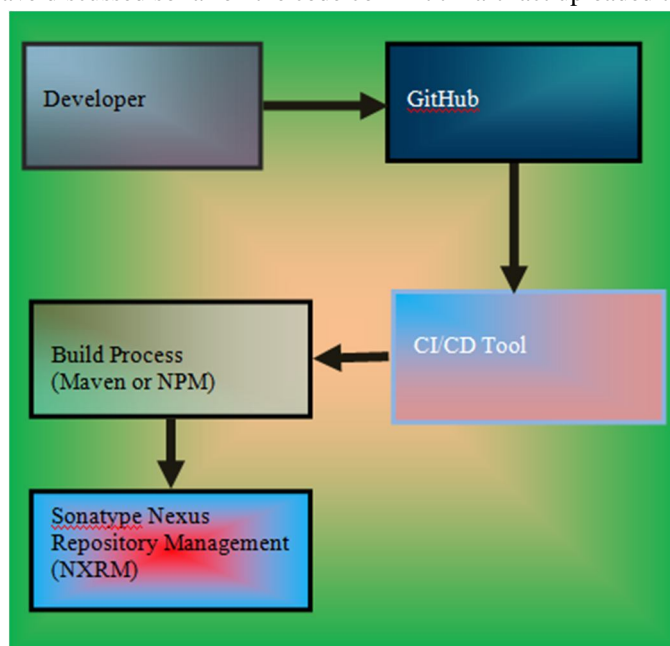 Developer
GitHub
CI/CD Tool
Build Process
(Maven or NPM)
Sonatype Nexus
Repository Management
(NXRM)